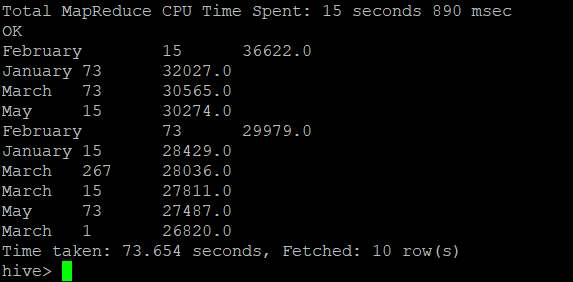 Total MapReduce CPU Time Spent: 15 seconds 890 msec
OK
February        15      36622.0
January 73      32027.0
March   73      30565.0
May     15      30274.0
February        73      29979.0
January 15      28429.0
March   267     28036.0
March   15      27811.0
May     73      27487.0
March   1       26820.0
Time taken: 73.654 seconds, Fetched: 10 row(s)
hive>